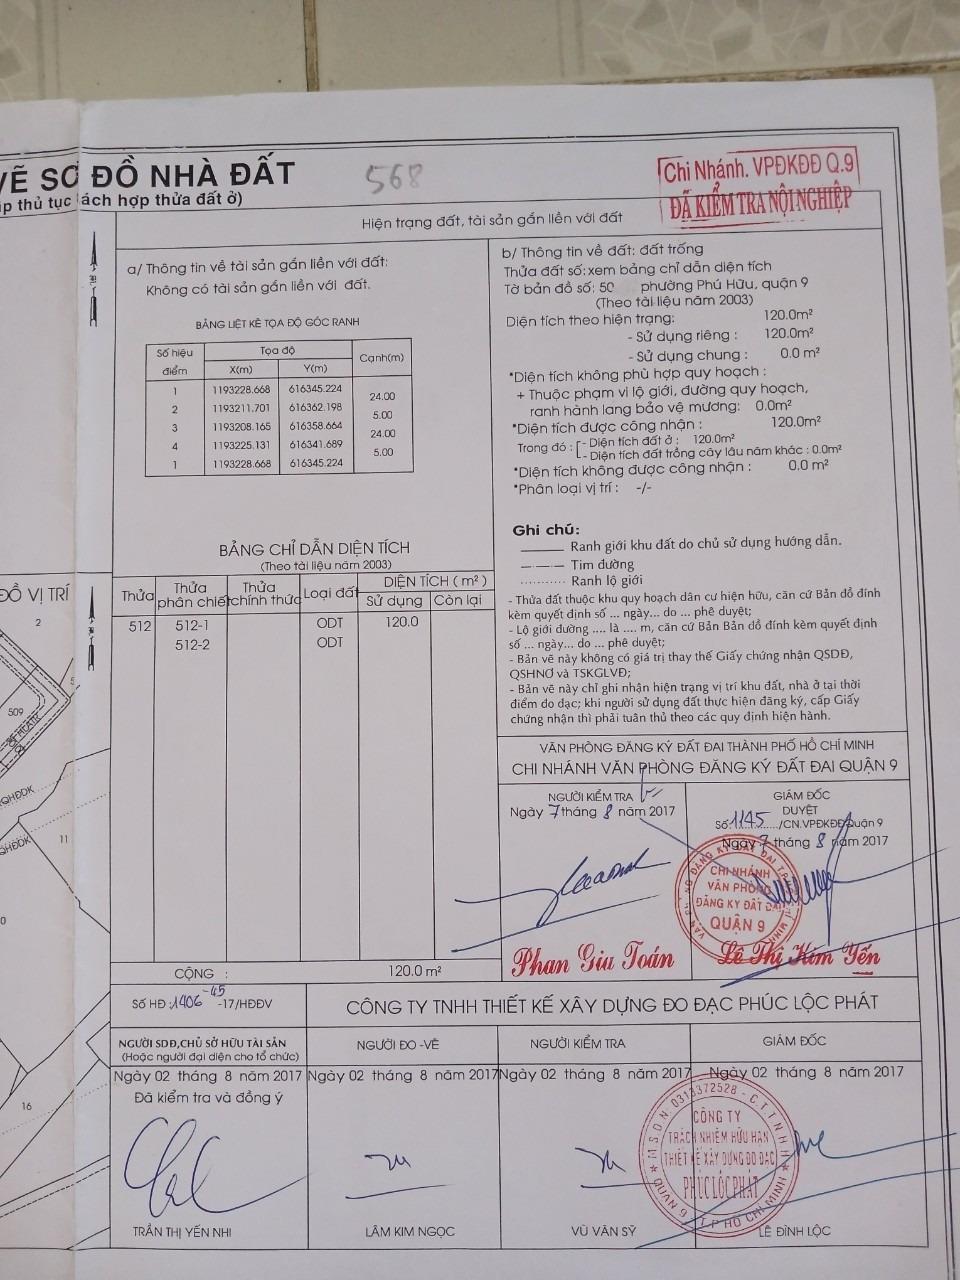 VẼ SƠ ĐỒ NHÀ ĐẤT
568
Chi Nhánh. VPĐKĐĐ Q.9
ĐÃ KIỂM TRA NỘI NGHIỆP
thủ tục tách hợp thửa đất ở)
Hiện trạng đất, tài sản gắn liền với đất
a/ Thông tin về tài sản gắn liền với đất:
Không có tài sản gắn liền với đất.
BẢNG LIỆT KÊ TỌA ĐỘ GÓC RANH
Số hiệu điểm Tọa độ Cạnh(m)
X(m) Y(m)
1 1193228.668 616345.224
24.00
2 1193211.701 616362.198
5.00
3 1193208.165 616358.664
24.00
4 1193225.131 616341.689
5.00
1 1193228.668 616345.224
b/ Thông tin về đất: đất trống
Thửa đất số: xem bảng chỉ dẫn diện tích
Tờ bản đồ số: 50 phường Phú Hữu, quận 9
(Theo tài liệu năm 2003)
Diện tích theo hiện trạng: 120.0m²
- Sử dụng riêng : 120.0m²
- Sử dụng chung : 0.0 m²
*Diện tích không phù hợp quy hoạch :
+ Thuộc phạm vi lộ giới, đường quy hoạch,
ranh hành lang bảo vệ mương: 0.0m²
*Diện tích được công nhận : 120.0m²
Trong đó : - Diện tích đất ở : 120.0m²
- Diện tích đất trồng cây lâu năm khác : 0.0m²
*Diện tích không được công nhận : 0.0 m²
*Phân loại vị trí : -/-
Ghi chú:
Ranh giới khu đất do chủ sử dụng hướng dẫn.
Tim đường
Ranh lộ giới
- Thửa đất thuộc khu quy hoạch dân cư hiện hữu, căn cứ Bản đồ đính
kèm quyết định số ... ngày... do ... phê duyệt;
- Lộ giới đường .... là .... m, căn cứ Bản Bản đồ đính kèm quyết định
số ... ngày... do ... phê duyệt;
- Bản vẽ này không có giá trị thay thế Giấy chứng nhận QSDĐ,
QSHNƠ và TSKGLVĐ;
- Bản vẽ này chỉ ghi nhận hiện trạng vị trí khu đất, nhà ở tại thời
điểm đo đạc; khi người sử dụng đất thực hiện đăng ký, cấp Giấy
chứng nhận thì phải tuân thủ theo các quy định hiện hành.
BẢNG CHỈ DẪN DIỆN TÍCH
(Theo tài liệu năm 2003)
Thửa Thửa phân chiết Thửa chính thức Loại đất DIỆN TÍCH ( m² )
Sử dụng Còn lại
512 512-1 ODT 120.0
512-2 ODT
CỘNG : 120.0 m²
ĐỒ VỊ TRÍ
2
5
509
QHĐDK
QHĐDK
11
0
16
VĂN PHÒNG ĐĂNG KÝ ĐẤT ĐAI THÀNH PHỐ HỒ CHÍ MINH
CHI NHÁNH VĂN PHÒNG ĐĂNG KÝ ĐẤT ĐAI QUẬN 9
NGƯỜI KIỂM TRA
Ngày 7 tháng 8 năm 2017
GIÁM ĐỐC
DUYỆT
Số 1145 /CN.VPĐKĐĐ Quận 9
Ngày 7 tháng 8 năm 2017
CHI NHÁNH
VĂN PHÒNG
ĐĂNG KÝ ĐẤT ĐAI
QUẬN 9
Phan Giu Toán
Lê Thị Kim Yến
Số HĐ: 1406-45 -17/HĐĐV
CÔNG TY TNHH THIẾT KẾ XÂY DỰNG ĐO ĐẠC PHÚC LỘC PHÁT
NGƯỜI SDĐ,CHỦ SỞ HỮU TÀI SẢN
(Hoặc người đại diện cho tổ chức)
NGƯỜI ĐO -VẼ
NGƯỜI KIỂM TRA
GIÁM ĐỐC
Ngày 02 tháng 8 năm 2017
Ngày 02 tháng 8 năm 2017
Ngày 02 tháng 8 năm 2017
Ngày 02 tháng 8 năm 2017
Đã kiểm tra và đồng ý
M.S.D.N: 0313372528 - C.T.T.N.H.H
CÔNG TY
TRÁCH NHIỆM HỮU HẠN
THIẾT KẾ XÂY DỰNG ĐO ĐẠC
PHÚC LỘC PHÁT
QUẬN 9 - T.P HỒ CHÍ MINH
TRẦN THỊ YẾN NHI
LÂM KIM NGỌC
VŨ VĂN SỸ
LÊ ĐÌNH LỘC